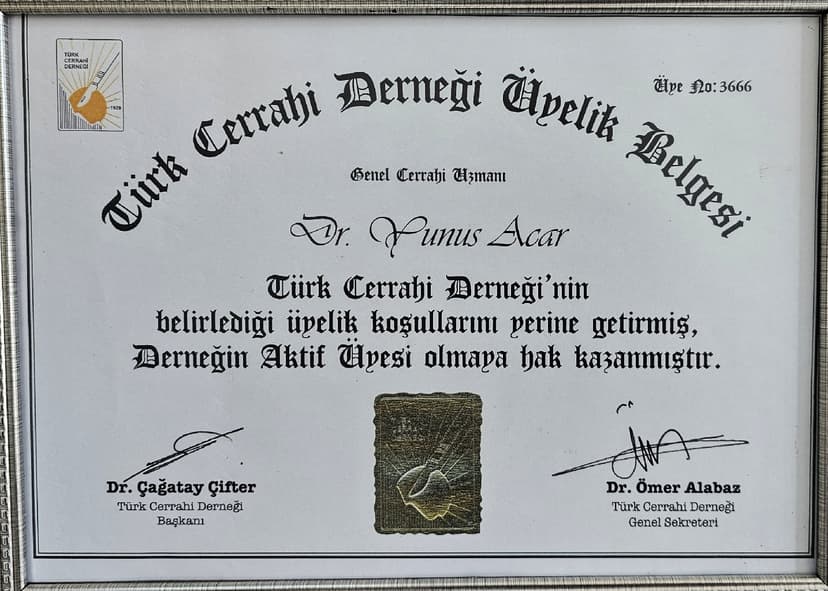 TÜRK
CERRAHİ
DERNEĞİ
1929
Üye No: 3666
Türk Cerrahi Derneği Üyelik Belgesi
Genel Cerrahi Uzmanı
Dr. Yunus Acar
Türk Cerrahi Derneği'nin
belirlediği üyelik koşullarını yerine getirmiş,
Derneğin Aktif Üyesi olmaya hak kazanmıştır.
Dr. Çağatay Çifter
Türk Cerrahi Derneği
Başkanı
Dr. Ömer Alabaz
Türk Cerrahi Derneği
Genel Sekreteri